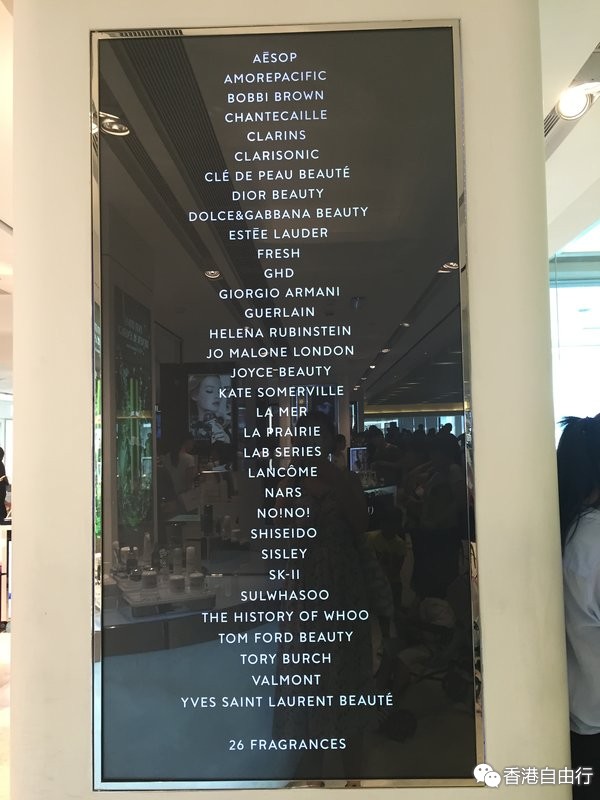 AĒSOP
AMOREPACIFIC
BOBBI BROWN
CHANTECAILLE
CLARINS
CLARISONIC
CLÉ DE PEAU BEAUTÉ
DIOR BEAUTY
DOLCE&GABBANA BEAUTY
ESTĒE LAUDER
FRESH
GHD
GIORGIO ARMANI
GUERLAIN
HELENA RUBINSTEIN
JO MALONE LONDON
JOYCE BEAUTY
KATE SOMERVILLE
LA MER
LA PRAIRIE
LAB SERIES
LANCÔME
NARS
NO!NO!
SHISEIDO
SISLEY
SK-II
SULWHASOO
THE HISTORY OF WHOO
TOM FORD BEAUTY
TORY BURCH
VALMONT
YVES SAINT LAURENT BEAUTÉ
26 FRAGRANCES
香港自由行